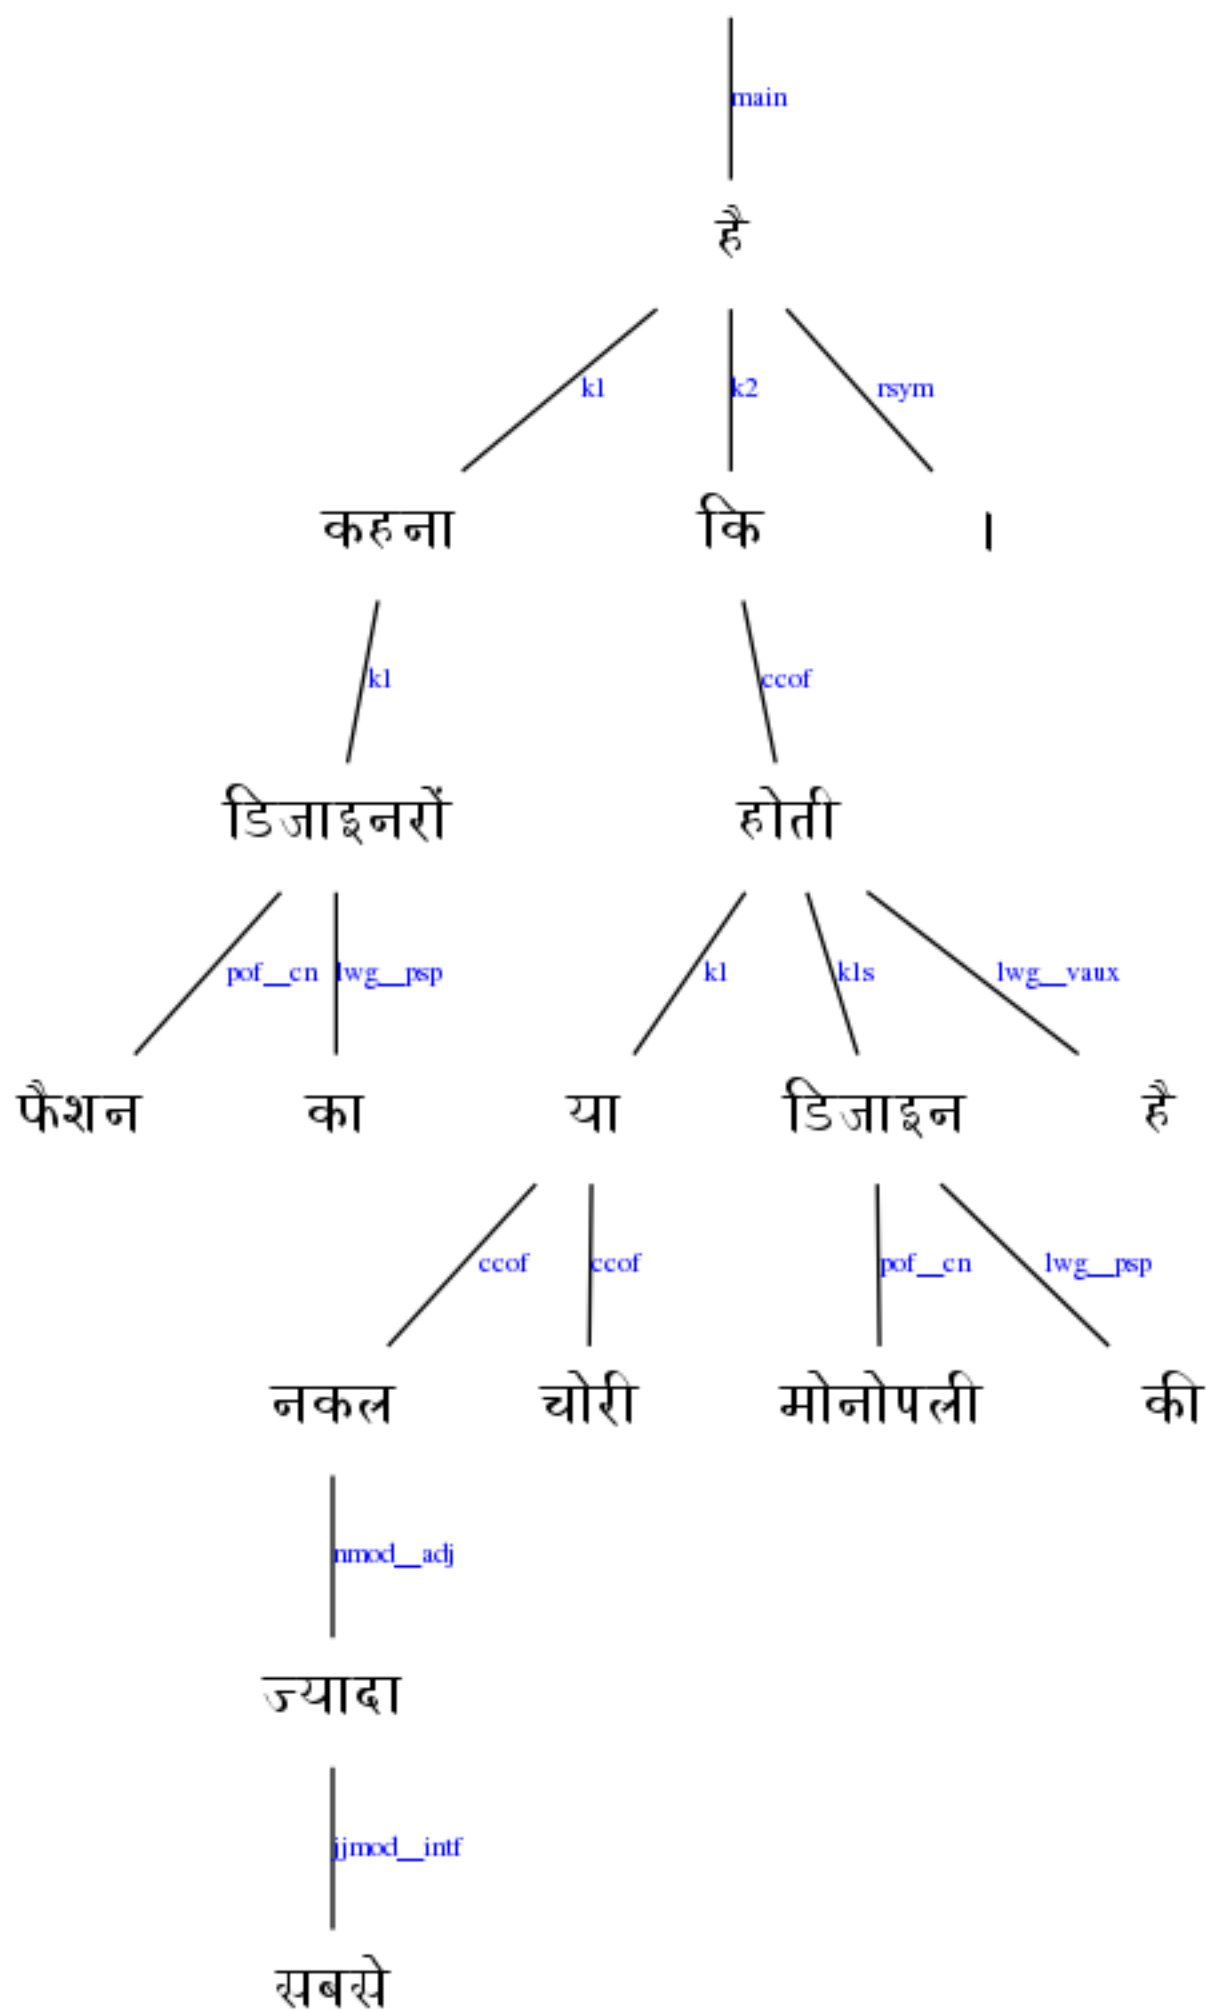 main
है
k1 k2 rsym
कहना कि ।
k1 ccof
डिजाइनरों होती
pof__cn lwg__psp k1 k1s lwg__vaux
फैशन का या डिजाइन है
ccof ccof pof__cn lwg__psp
नकल चोरी मोनोपली की
nmod__adj
ज्यादा
jjmod__intf
सबसे